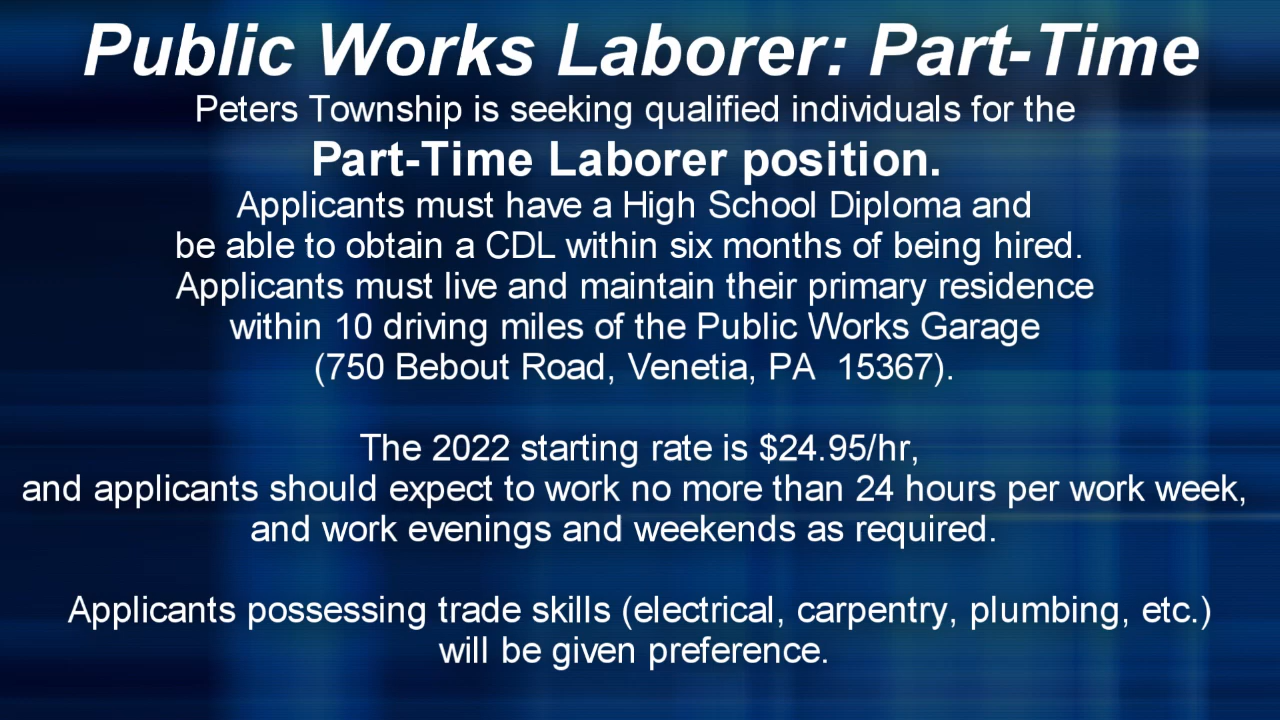 Public Works Laborer: Part-Time
Peters Township is seeking qualified individuals for the
Part-Time Laborer position.
Applicants must have a High School Diploma and
be able to obtain a CDL within six months of being hired.
Applicants must live and maintain their primary residence
within 10 driving miles of the Public Works Garage
(750 Bebout Road, Venetia, PA  15367).
The 2022 starting rate is $24.95/hr,
and applicants should expect to work no more than 24 hours per work week,
and work evenings and weekends as required.
Applicants possessing trade skills (electrical, carpentry, plumbing, etc.)
will be given preference.